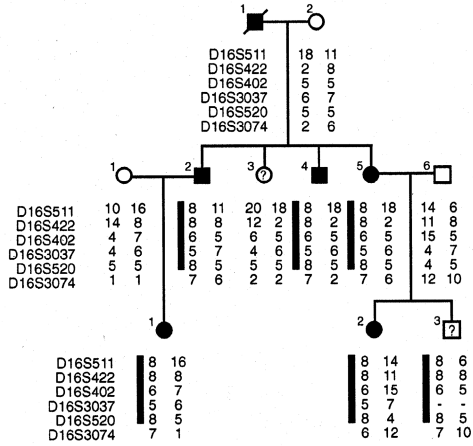 1 2
D16S511 18 11
D16S422 2 8
D16S402 5 5
D16S3037 6 7
D16S520 5 5
D16S3074 2 6
1 2 3 ? 4 5 6
D16S511 10 16 8 11 20 18 8 18 8 18 14 6
D16S422 14 8 8 8 12 2 8 2 8 2 11 8
D16S402 4 7 6 5 6 5 6 5 6 5 15 5
D16S3037 4 6 5 7 4 6 5 6 5 6 4 7
D16S520 5 5 8 5 5 5 8 5 8 5 4 5
D16S3074 1 1 7 6 2 2 7 2 7 6 12 10
1 2 3 ?
D16S511 8 16 8 14 8 6
D16S422 8 8 8 11 8 8
D16S402 6 7 6 15 6 5
D16S3037 5 6 5 7 - -
D16S520 8 5 8 4 8 5
D16S3074 7 1 6 12 7 10